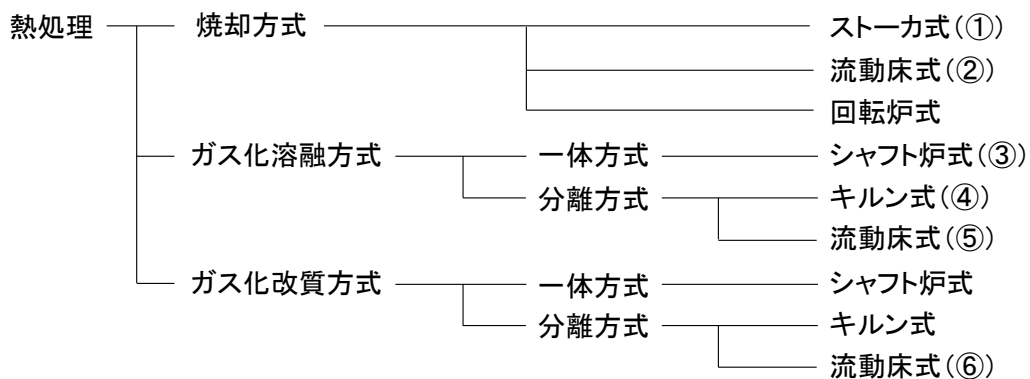 熱処理 焼却方式 ストーカ式(①)
流動床式(②)
回転炉式
ガス化溶融方式 一体方式 シャフト炉式(③)
分離方式 キルン式(④)
流動床式(⑤)
ガス化改質方式 一体方式 シャフト炉式
分離方式 キルン式
流動床式(⑥)